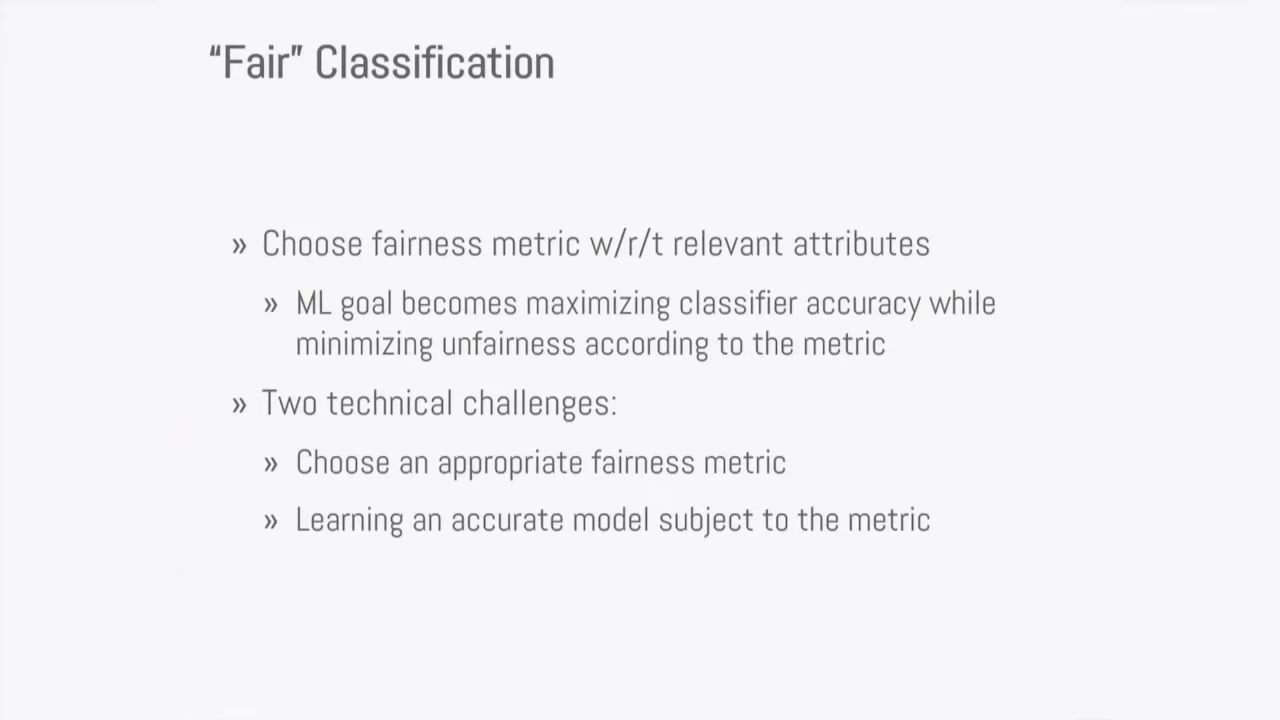 “Fair” Classification
» Choose fairness metric w/r/t relevant attributes
» ML goal becomes maximizing classifier accuracy while
minimizing unfairness according to the metric
» Two technical challenges:
» Choose an appropriate fairness metric
» Learning an accurate model subject to the metric